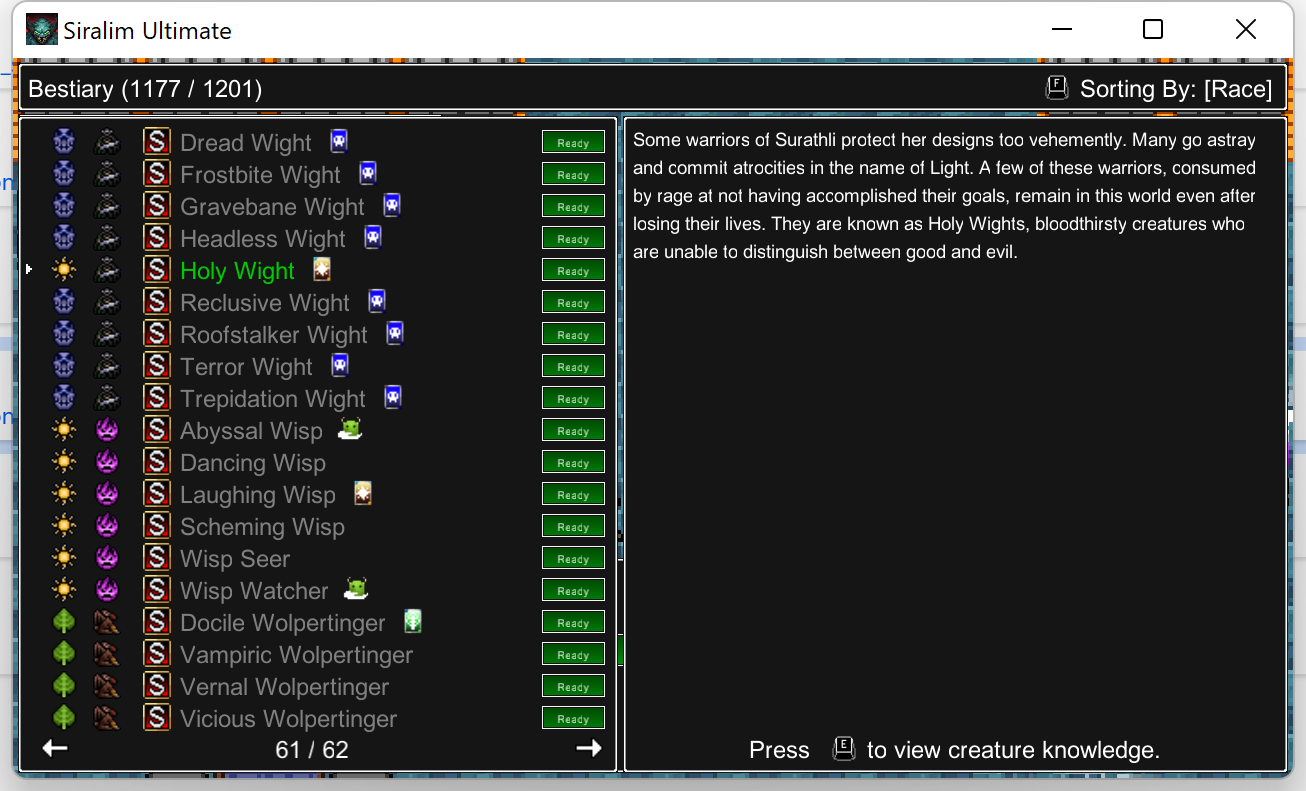 Siralim Ultimate
Bestiary (1177 / 1201)
F Sorting By: [Race]
S Dread Wight Ready
S Frostbite Wight Ready
S Gravebane Wight Ready
S Headless Wight Ready
S Holy Wight Ready
S Reclusive Wight Ready
S Roofstalker Wight Ready
S Terror Wight Ready
S Trepidation Wight Ready
S Abyssal Wisp Ready
S Dancing Wisp Ready
S Laughing Wisp Ready
S Scheming Wisp Ready
S Wisp Seer Ready
S Wisp Watcher Ready
S Docile Wolpertinger Ready
S Vampiric Wolpertinger Ready
S Vernal Wolpertinger Ready
S Vicious Wolpertinger Ready
61 / 62
Some warriors of Surathli protect her designs too vehemently. Many go astray
and commit atrocities in the name of Light. A few of these warriors, consumed
by rage at not having accomplished their goals, remain in this world even after
losing their lives. They are known as Holy Wights, bloodthirsty creatures who
are unable to distinguish between good and evil.
Press E to view creature knowledge.